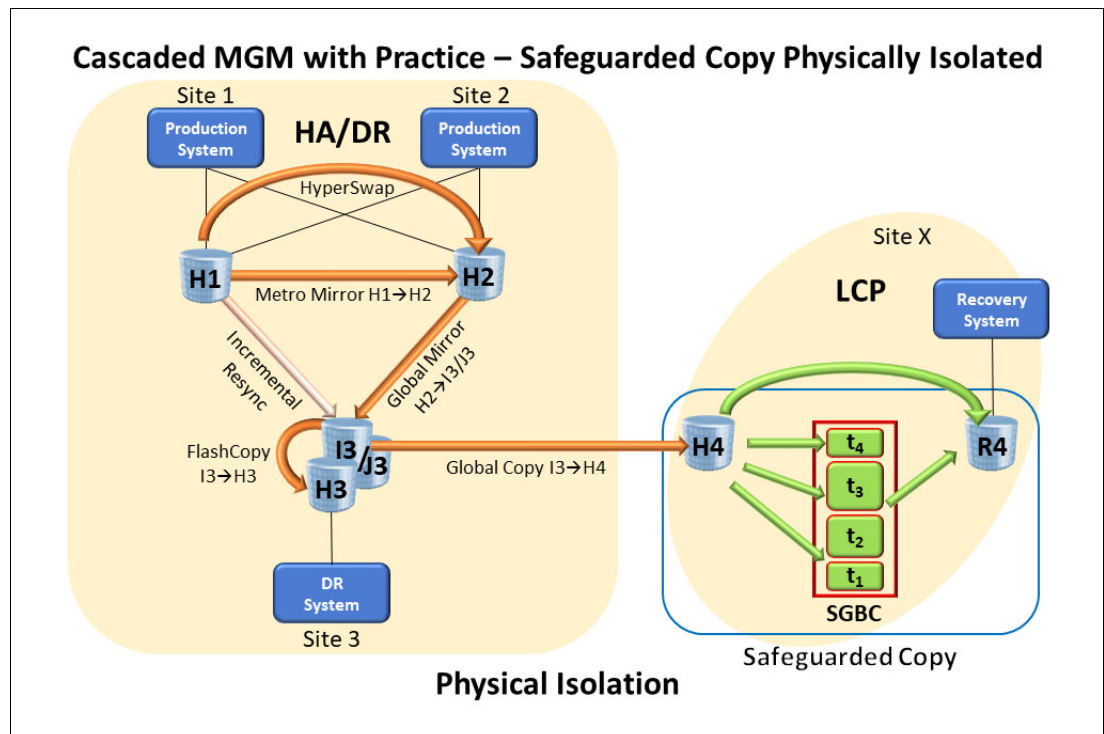 Cascaded MGM with Practice – Safeguarded Copy Physically Isolated
Site 1
Site 2
Production
System
HA/DR
Production
System
HyperSwap
H1
H2
Metro Mirror H1→H2
Incremental
Resync
Global Mirror
H2→I3/J3
FlashCopy
I3→H3
I3
/J3
H3
Global Copy I3→H4
DR
System
Site 3
Site X
LCP
Recovery
System
H4
t4
t3
t2
t1
R4
SGBC
Safeguarded Copy
Physical Isolation